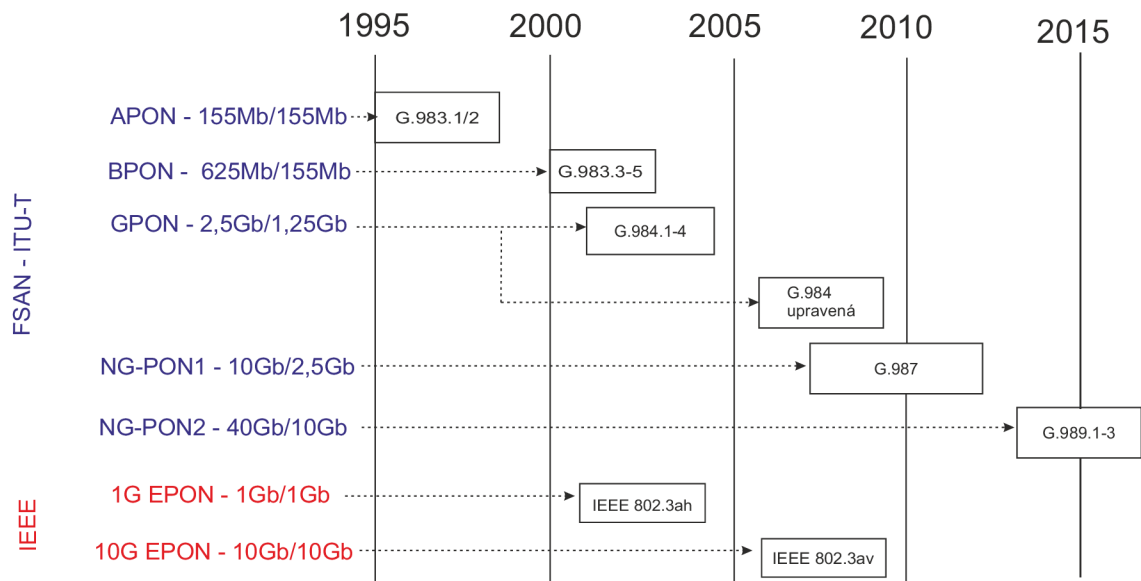 1995 2000 2005 2010 2015
APON - 155Mb/155Mb G.983.1/2
BPON - 625Mb/155Mb G.983.3-5
GPON - 2,5Gb/1,25Gb G.984.1-4
G.984
upravená
NG-PON1 - 10Gb/2,5Gb G.987
NG-PON2 - 40Gb/10Gb G.989.1-3
FSAN - ITU-T
1G EPON - 1Gb/1Gb IEEE 802.3ah
10G EPON - 10Gb/10Gb IEEE 802.3av
IEEE